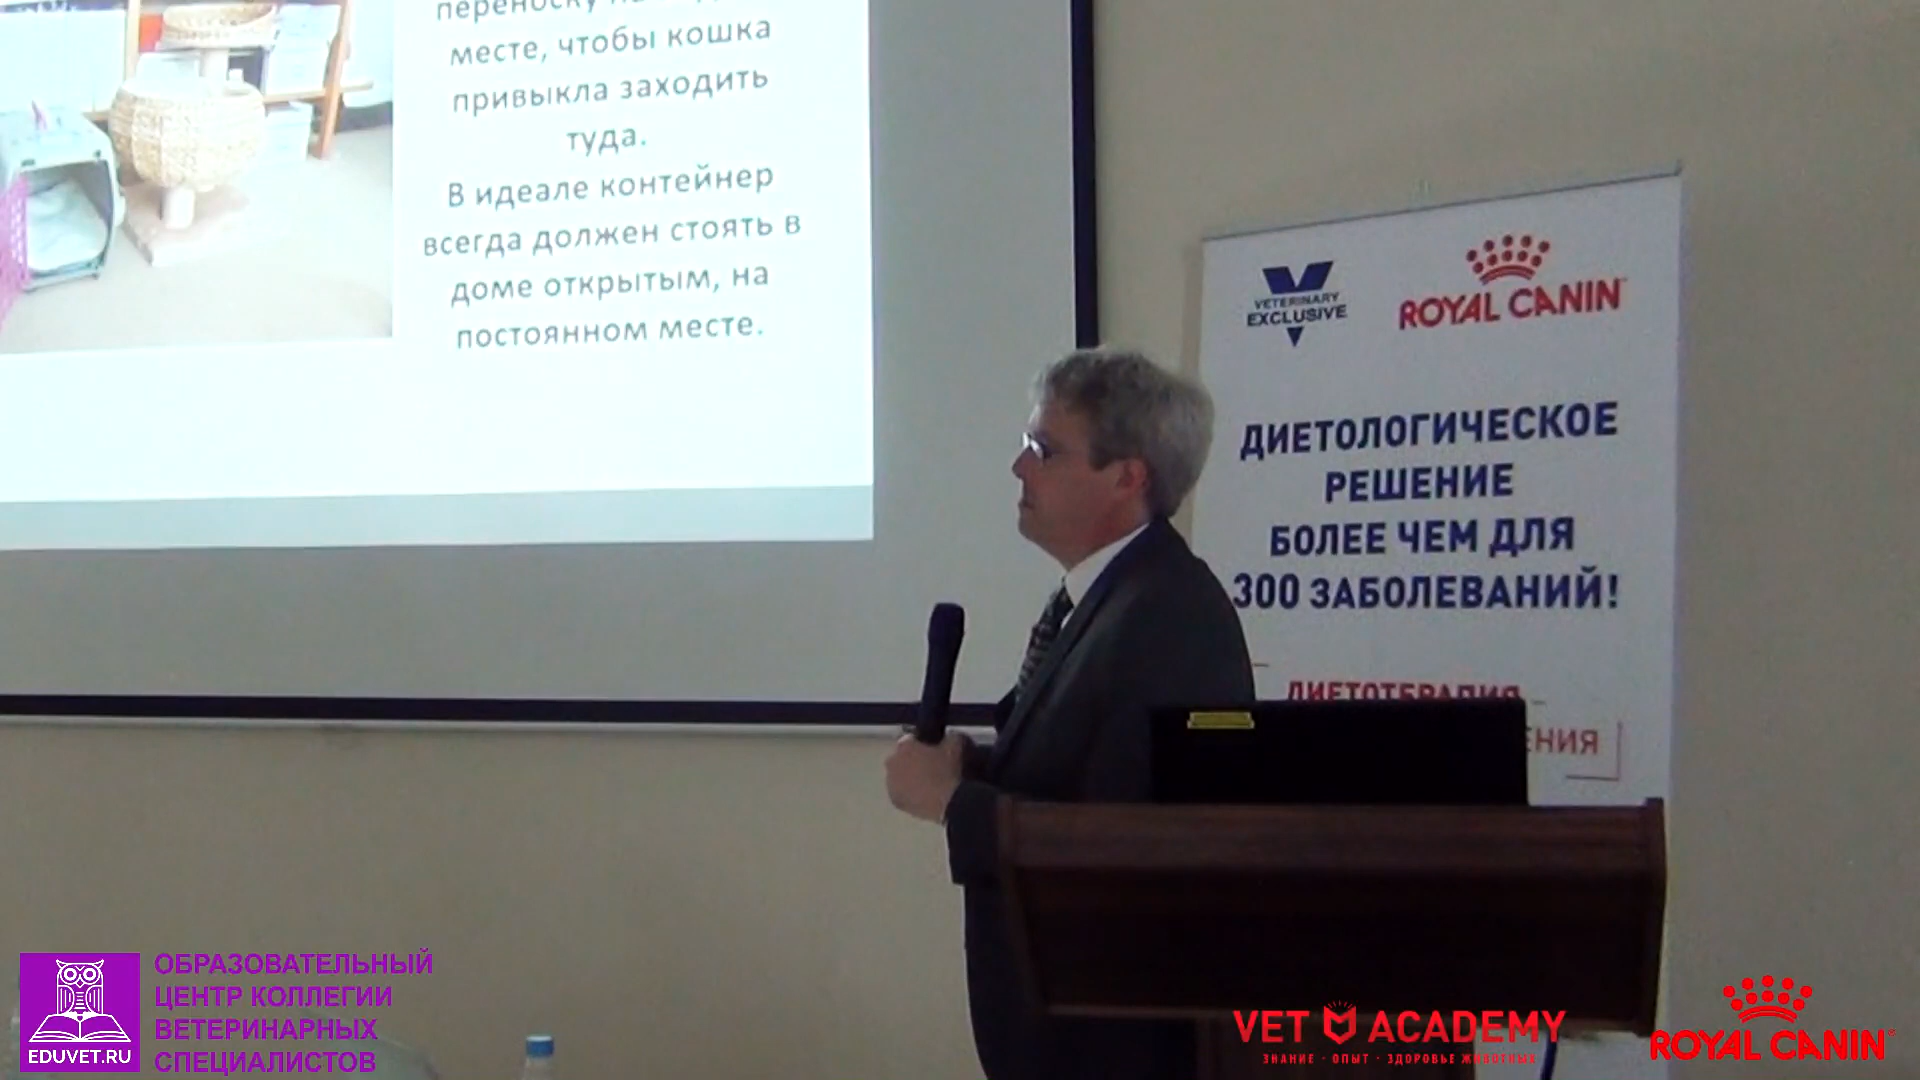 переноску на
месте, чтобы кошка
привыкла заходить
туда.
В идеале контейнер
всегда должен стоять в
доме открытым, на
постоянном месте.
VETERINARY
EXCLUSIVE
ROYAL CANIN
ДИЕТОЛОГИЧЕСКОЕ
РЕШЕНИЕ
БОЛЕЕ ЧЕМ ДЛЯ
300 ЗАБОЛЕВАНИЙ!
ДИЕТОТЕРАПИЯ
ЕНИЯ
EDUVET.RU
ОБРАЗОВАТЕЛЬНЫЙ
ЦЕНТР КОЛЛЕГИИ
ВЕТЕРИНАРНЫХ
СПЕЦИАЛИСТОВ
VET ACADEMY
ЗНАНИЕ · ОПЫТ · ЗДОРОВЬЕ ЖИВОТНЫХ
ROYAL CANIN